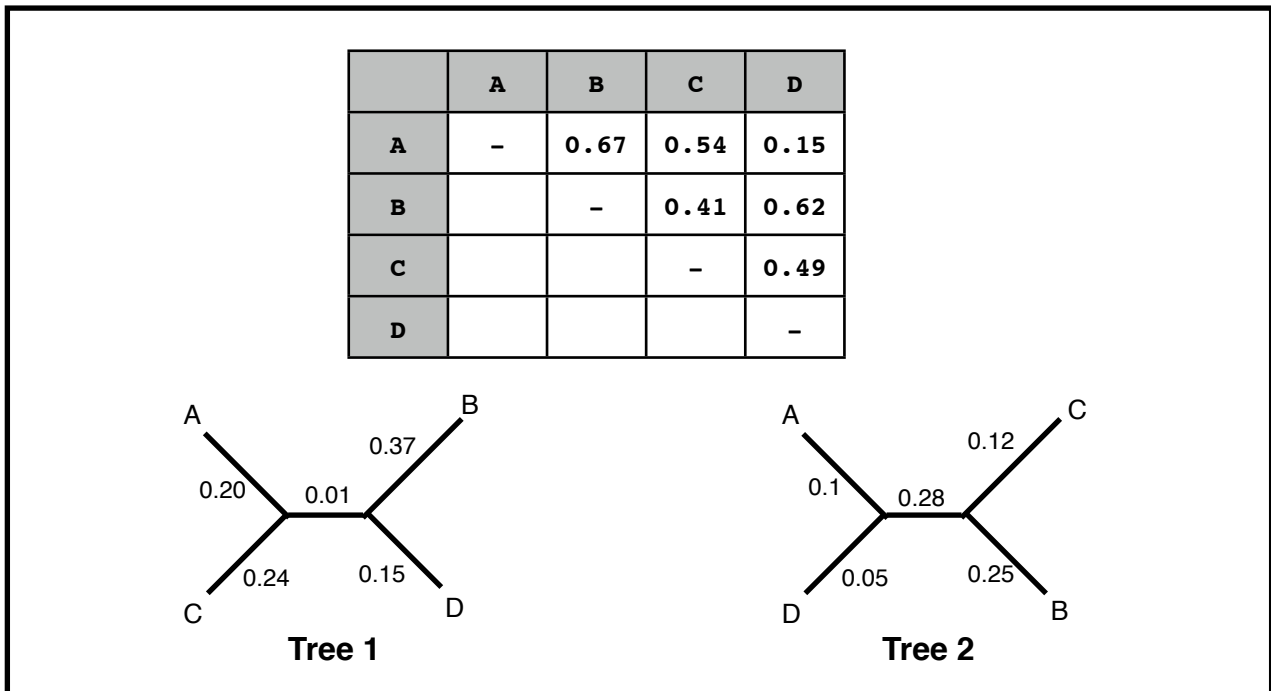 A B C D
A – 0.67 0.54 0.15
B – 0.41 0.62
C – 0.49
D –
A B
0.37
0.20 0.01
0.24 0.15
C D
Tree 1
A C
0.12
0.1 0.28
0.05 0.25
D B
Tree 2